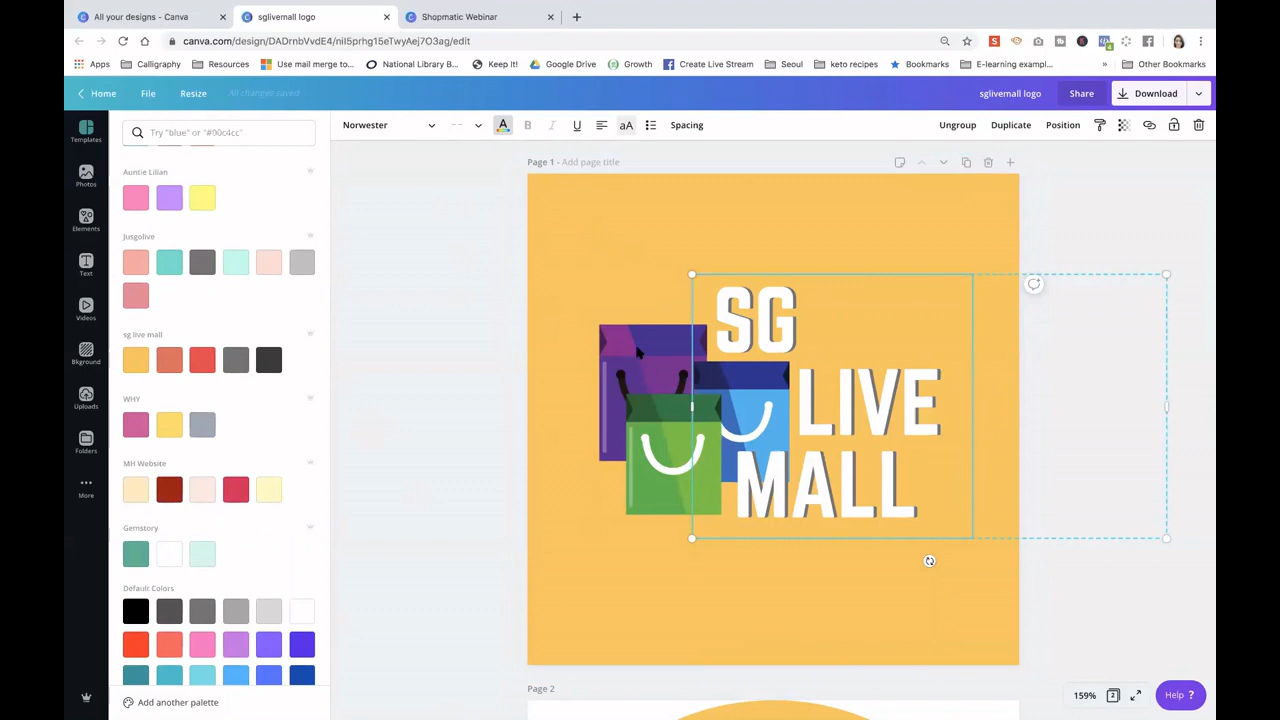 All your designs - Canva
sglivemall logo
Shopmatic Webinar
canva.com/design/DADrnbVvdE4/niI5prhg15eTwyAej7O3ag/edit
Apps
Calligraphy
Resources
Use mail merge to...
National Library B...
Keep It!
Google Drive
Growth
Create Live Stream
Seoul
keto recipes
Bookmarks
E-learning exampl...
»
Other Bookmarks
Home
File
Resize
All changes saved
sglivemall logo
Share
Download
Templates
Photos
Elements
Text
Videos
Bkground
Uploads
Folders
More
Try "blue" or "#00c4cc"
Auntie Lilian
Jusgolive
sg live mall
WHY
MH Website
Gemstory
Default Colors
Add another palette
Norwester
A
B
I
U
aA
Spacing
Ungroup
Duplicate
Position
Page 1 - Add page title
SG
LIVE
MALL
Page 2
159%
2
Help ?